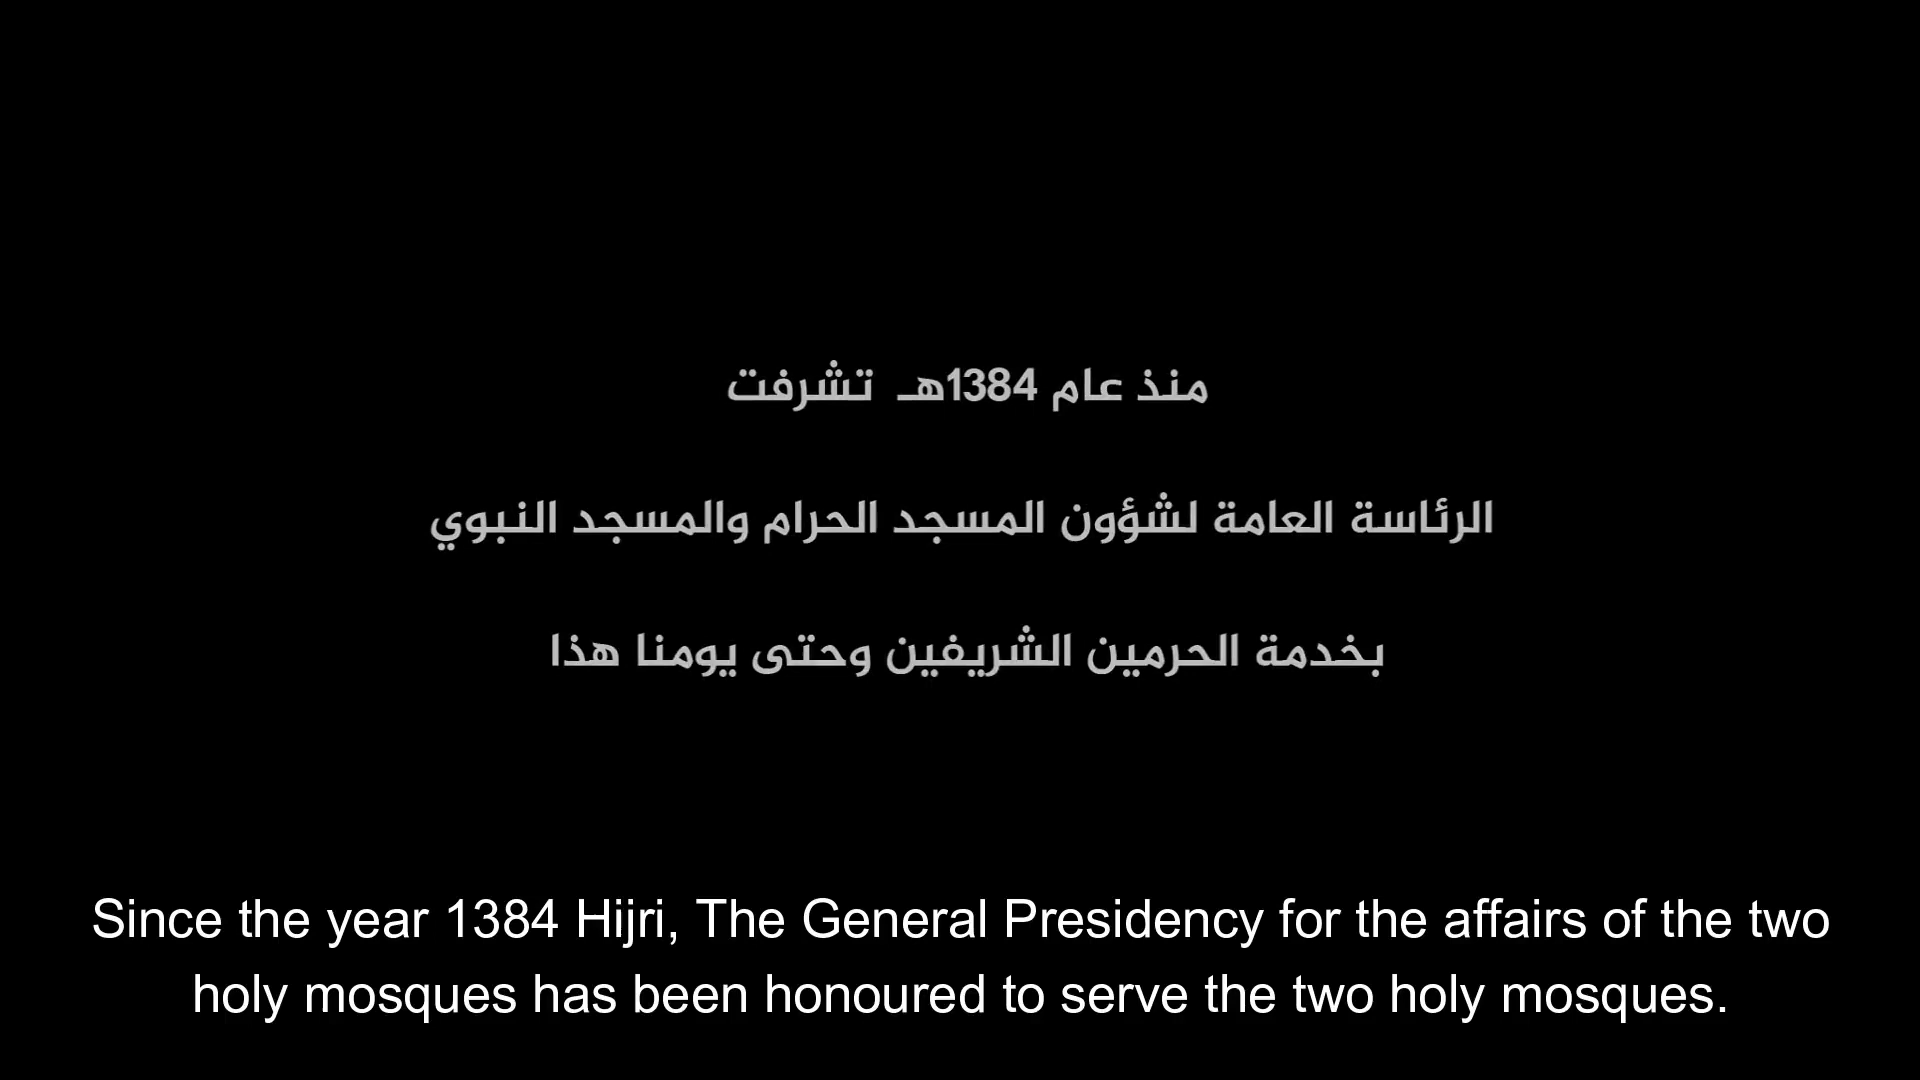 منذ عام 1384هـ تشرفت
الرئاسة العامة لشؤون المسجد الحرام والمسجد النبوي
بخدمة الحرمين الشريفين وحتى يومنا هذا
Since the year 1384 Hijri, The General Presidency for the affairs of the two
holy mosques has been honoured to serve the two holy mosques.